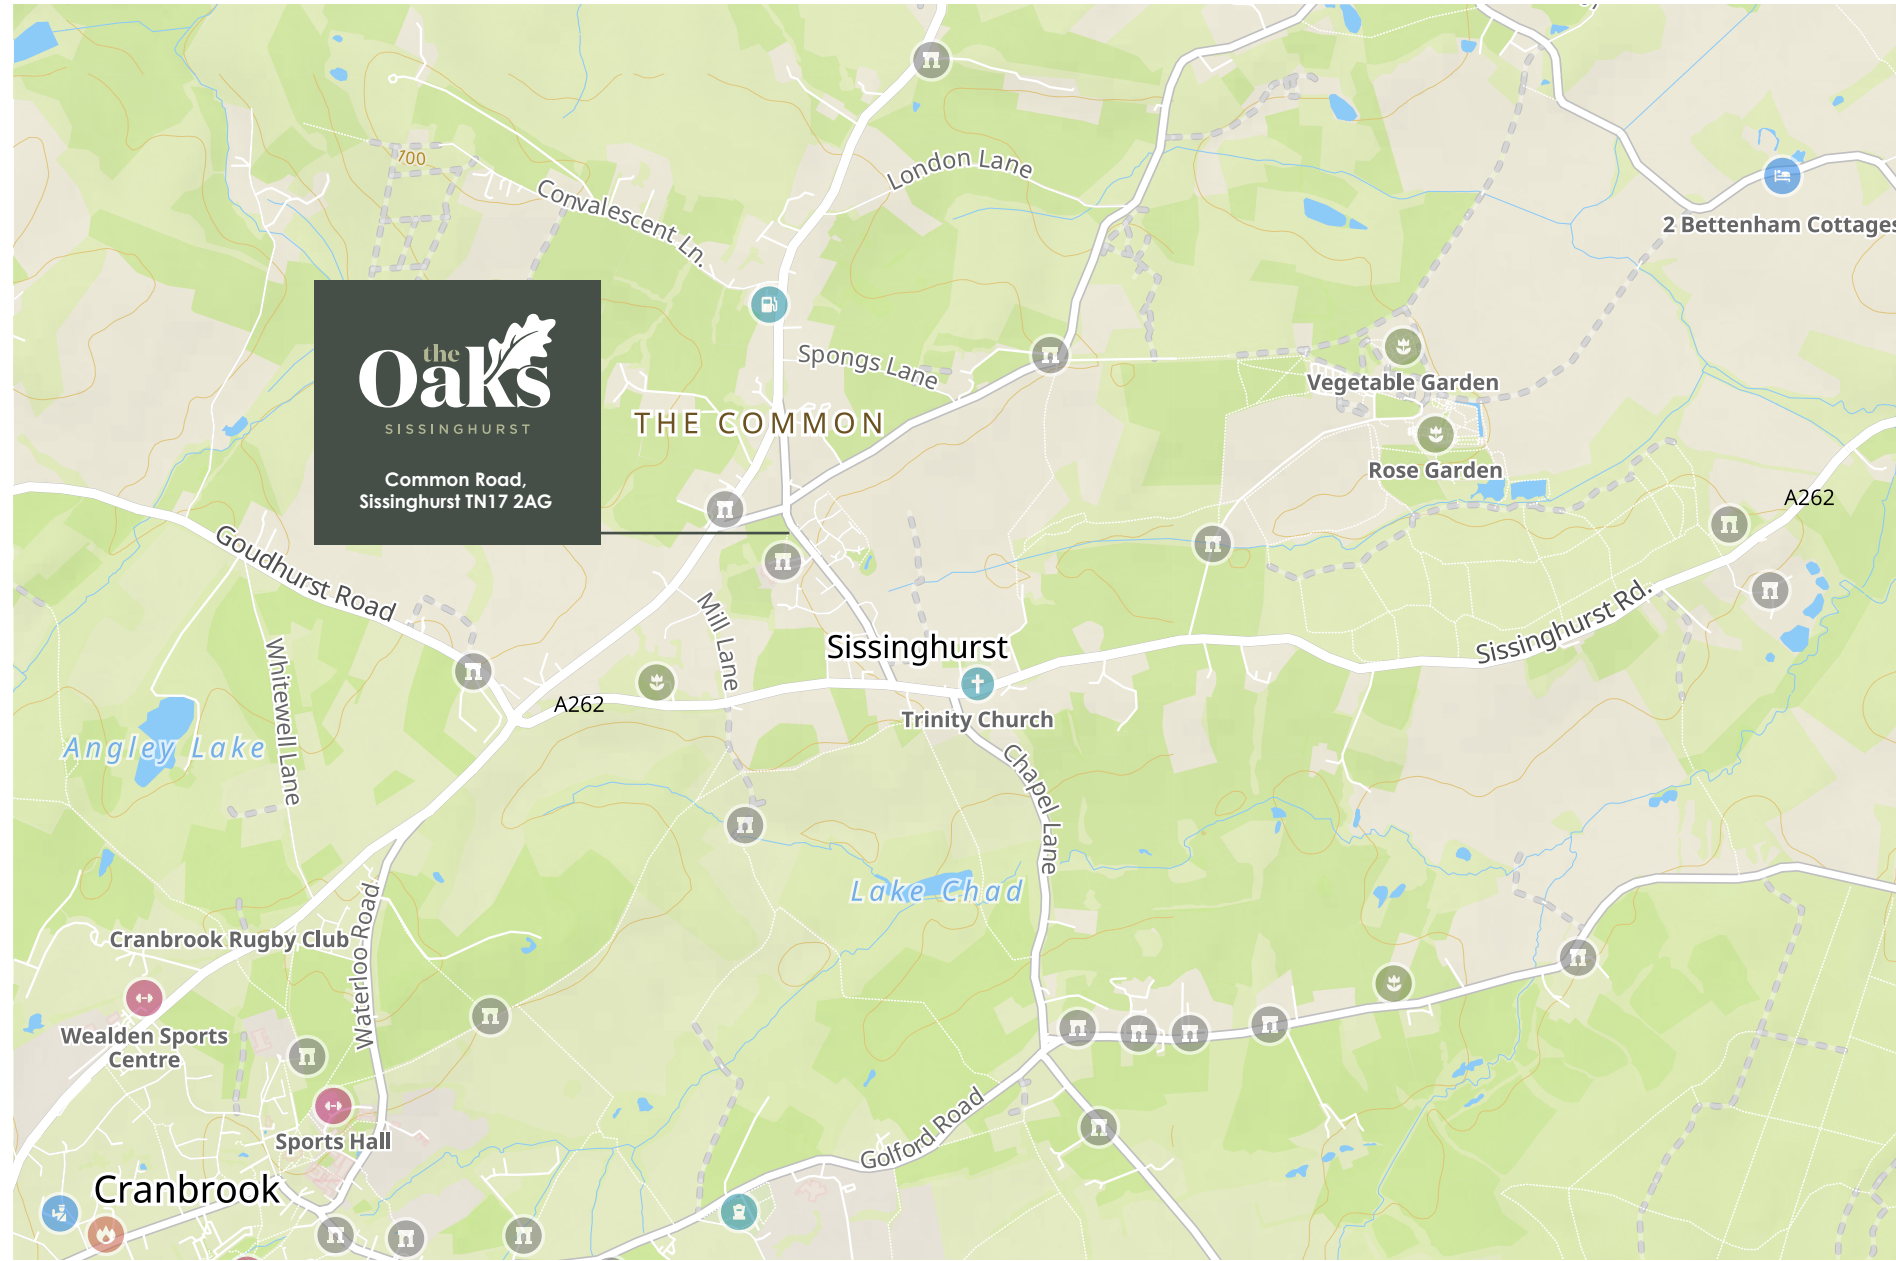 100
London Lane
Convalescent Ln.
2 Bettenham Cottages
the
Oaks
SISSINGHURST
Common Road,
Sissinghurst TN17 2AG
Spongs Lane
Vegetable Garden
THE COMMON
Rose Garden
A262
Goudhurst Road
Mill Lane
Sissinghurst Rd.
Sissinghurst
Whitewell Lane
A262
Trinity Church
Angley Lake
Chapel Lane
Lake Chad
Waterloo Road
Cranbrook Rugby Club
Wealden Sports
Centre
Golford Road
Sports Hall
Cranbrook